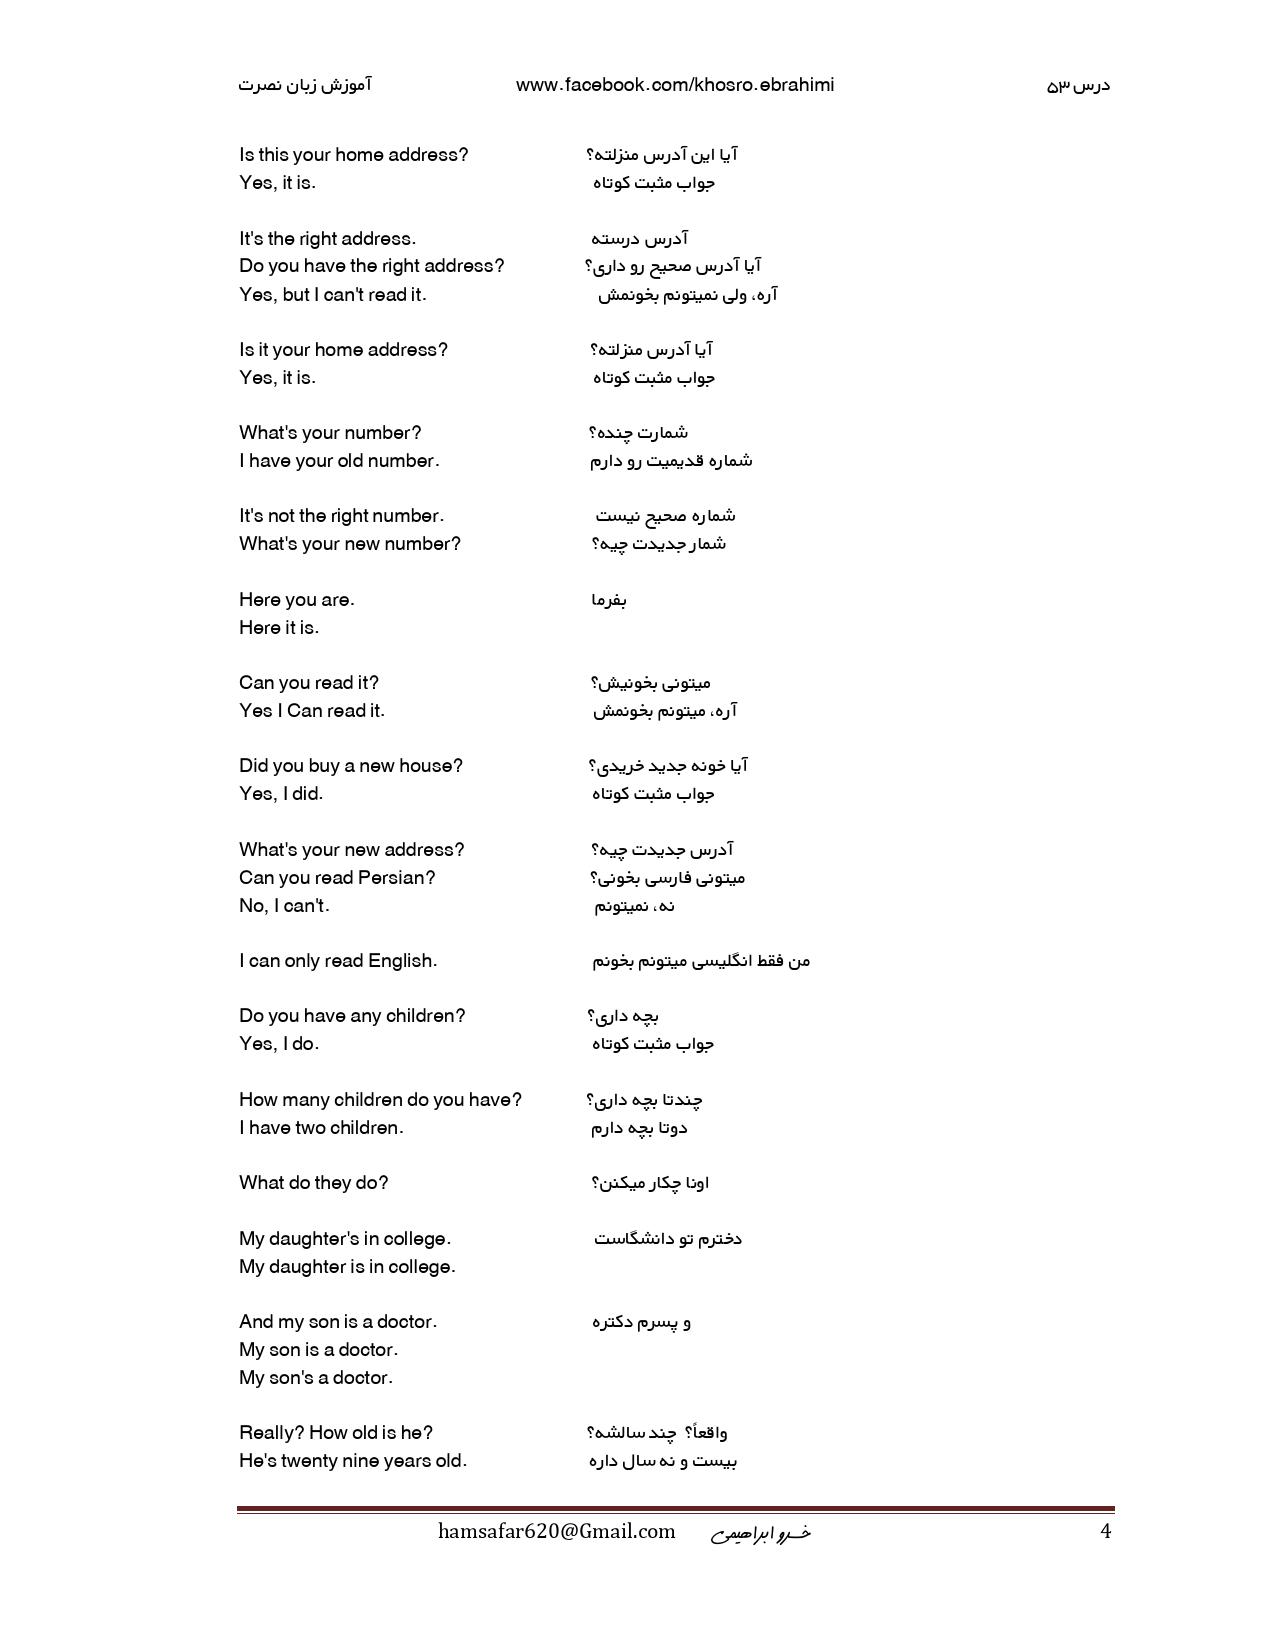 آموزش زبان نصرت www.facebook.com/khosro.ebrahimi درس ۵۳
Is this your home address? آیا این آدرس منزلته؟
Yes, it is. جواب مثبت کوتاه
It's the right address. آدرس درسته
Do you have the right address? آیا آدرس صحیح رو داری؟
Yes, but I can't read it. آره، ولی نمیتونم بخونمش
Is it your home address? آیا آدرس منزلته؟
Yes, it is. جواب مثبت کوتاه
What's your number? شمارت چنده؟
I have your old number. شماره قدیمیت رو دارم
It's not the right number. شماره صحیح نیست
What's your new number? شمار جدیدت چیه؟
Here you are. بفرما
Here it is.
Can you read it? میتونی بخونیش؟
Yes I Can read it. آره، میتونم بخونمش
Did you buy a new house? آیا خونه جدید خریدی؟
Yes, I did. جواب مثبت کوتاه
What's your new address? آدرس جدیدت چیه؟
Can you read Persian? میتونی فارسی بخونی؟
No, I can't. نه، نمیتونم
I can only read English. من فقط انگلیسی میتونم بخونم
Do you have any children? بچه داری؟
Yes, I do. جواب مثبت کوتاه
How many children do you have? چندتا بچه داری؟
I have two children. دوتا بچه دارم
What do they do? اونا چکار میکنن؟
My daughter's in college. دخترم تو دانشگاست
My daughter is in college.
And my son is a doctor. و پسرم دکتره
My son is a doctor.
My son's a doctor.
Really? How old is he? واقعاً؟ چند سالشه؟
He's twenty nine years old. بیست و نه سال داره
hamsafar620@Gmail.com خسرو ابراهیمی 4